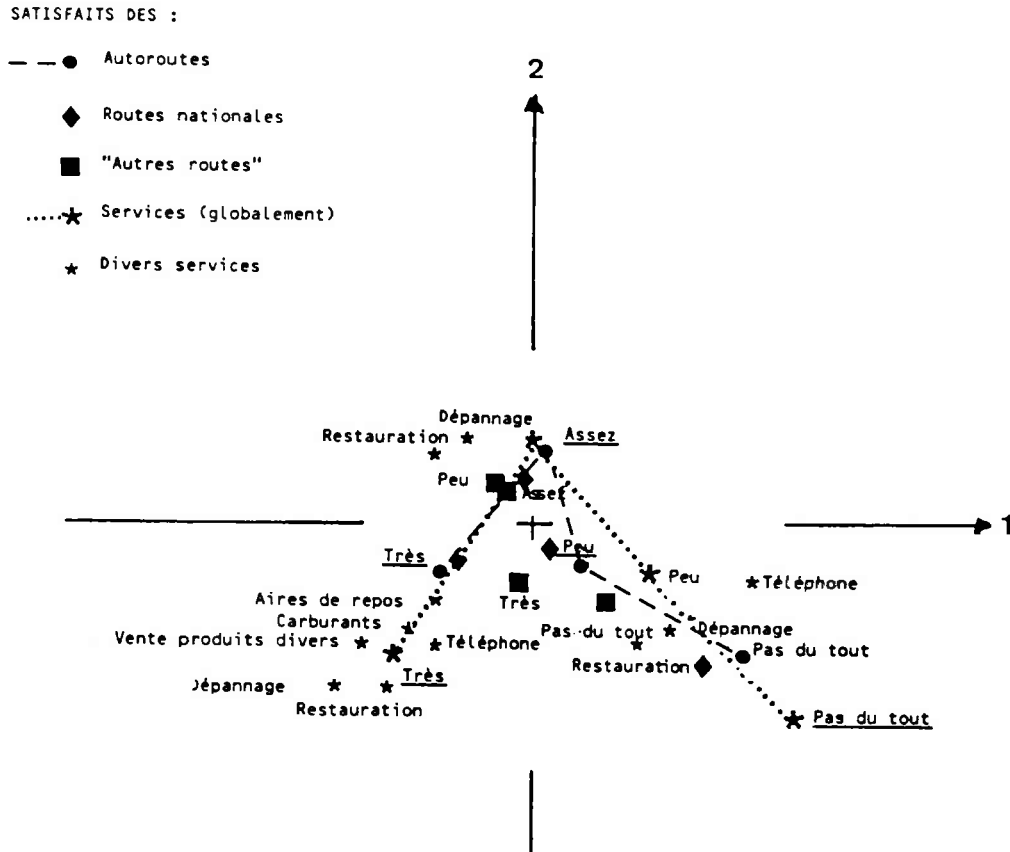 SATISFAITS DES :
Autoroutes
2
Routes nationales
"Autres routes"
Services (globalement)
Divers services
Dépannage
Assez
Restauration
Peu
Assez
1
Très
Peu
Peu
Téléphone
Aires de repos
Très
Carburants
Pas du tout
Dépannage
Vente produits divers
Téléphone
Pas du tout
Restauration
Très
Dépannage
Restauration
Pas du tout